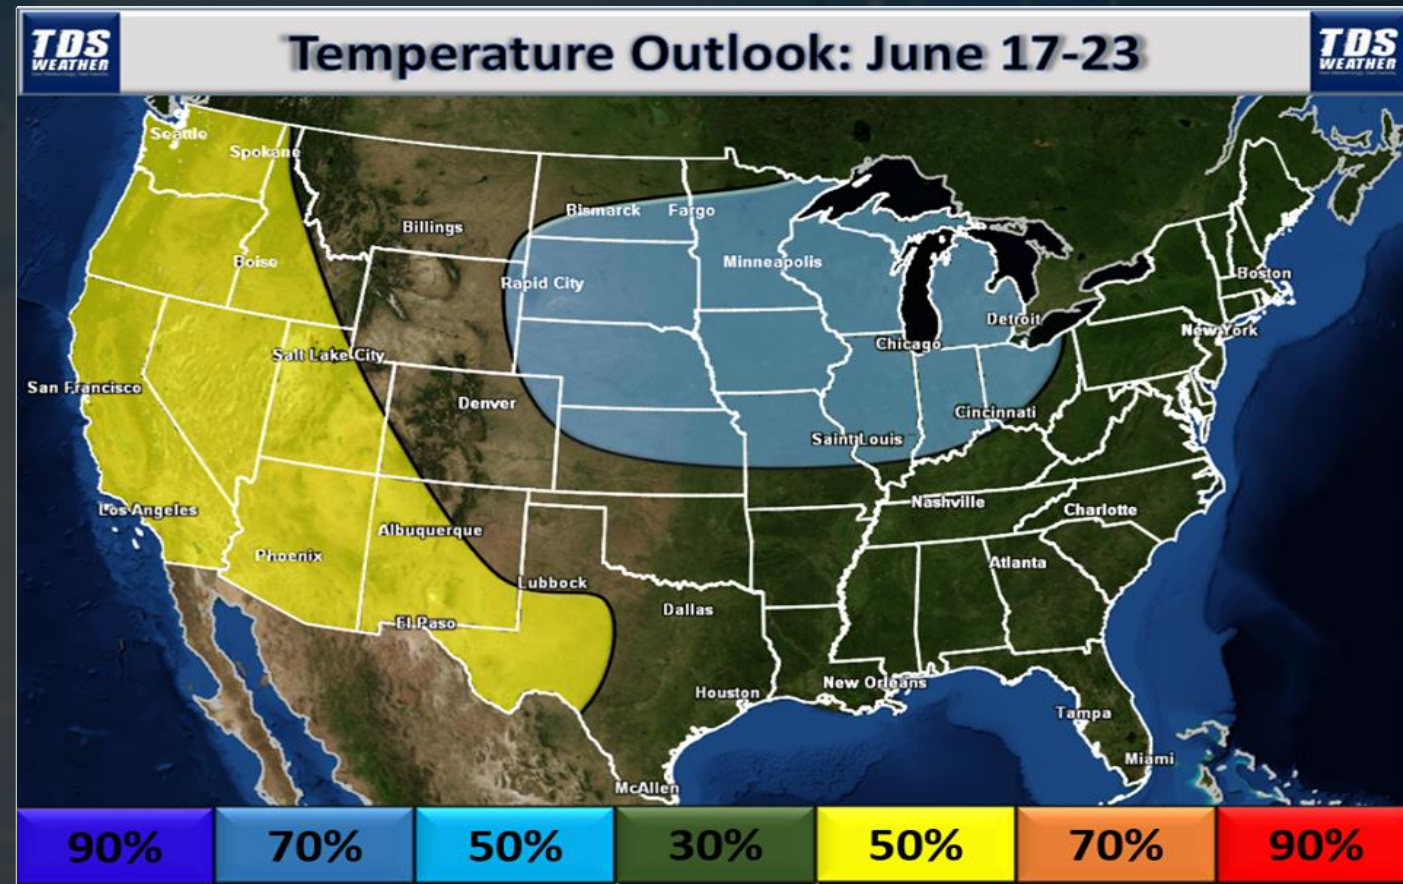 TDS
WEATHER
Temperature Outlook: June 17-23
TDS
WEATHER
Seattle
Spokane
Billings
Bismarck
Fargo
Boise
Rapid City
Minneapolis
Boston
Detroit
New York
Salt Lake City
Chicago
San Francisco
Denver
Cincinnati
Saint Louis
Los Angeles
Nashville
Charlotte
Albuquerque
Phoenix
Atlanta
Lubbock
Dallas
El Paso
Houston
New Orleans
Tampa
Miami
McAllen
90%
70%
50%
30%
50%
70%
90%